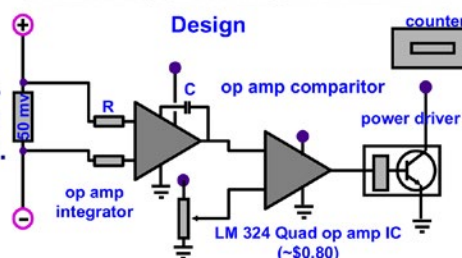 Design
counter
+
C
op amp comparitor
R
50 mv
power driver
op amp
integrator
LM 324 Quad op amp IC
(~$0.80)
-